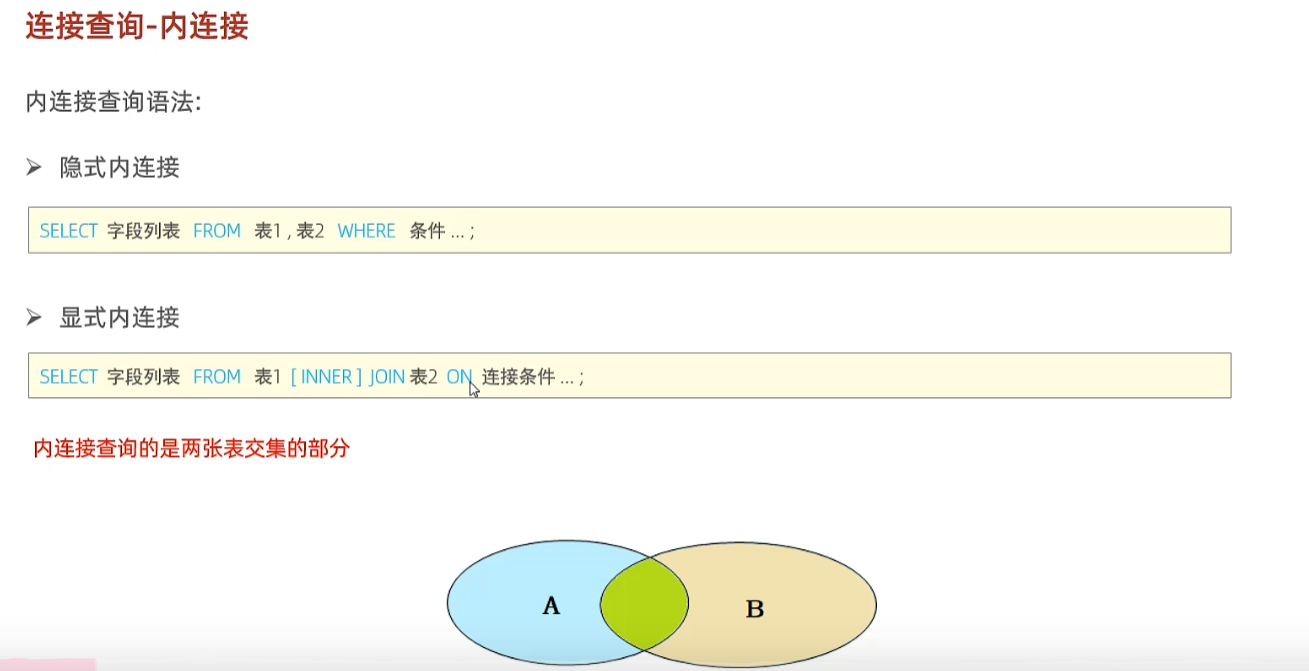 连接查询-内连接
内连接查询语法:
➢ 隐式内连接
SELECT 字段列表 FROM 表1 , 表2 WHERE 条件 ... ;
➢ 显式内连接
SELECT 字段列表 FROM 表1 [ INNER ] JOIN 表2 ON 连接条件 ... ;
内连接查询的是两张表交集的部分
A B